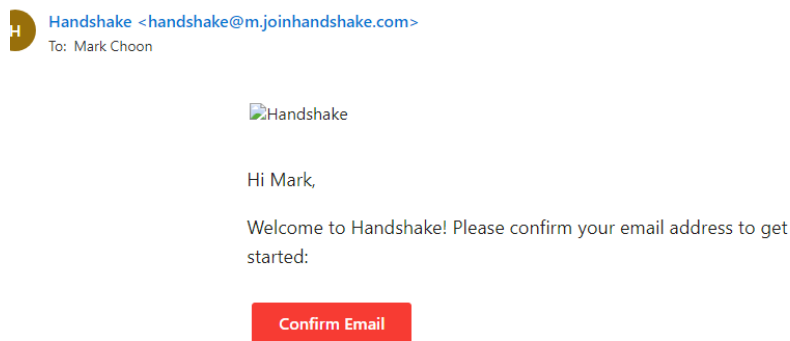 H
Handshake <handshake@m.joinhandshake.com>
To: Mark Choon
Handshake
Hi Mark,
Welcome to Handshake! Please confirm your email address to get
started:
Confirm Email